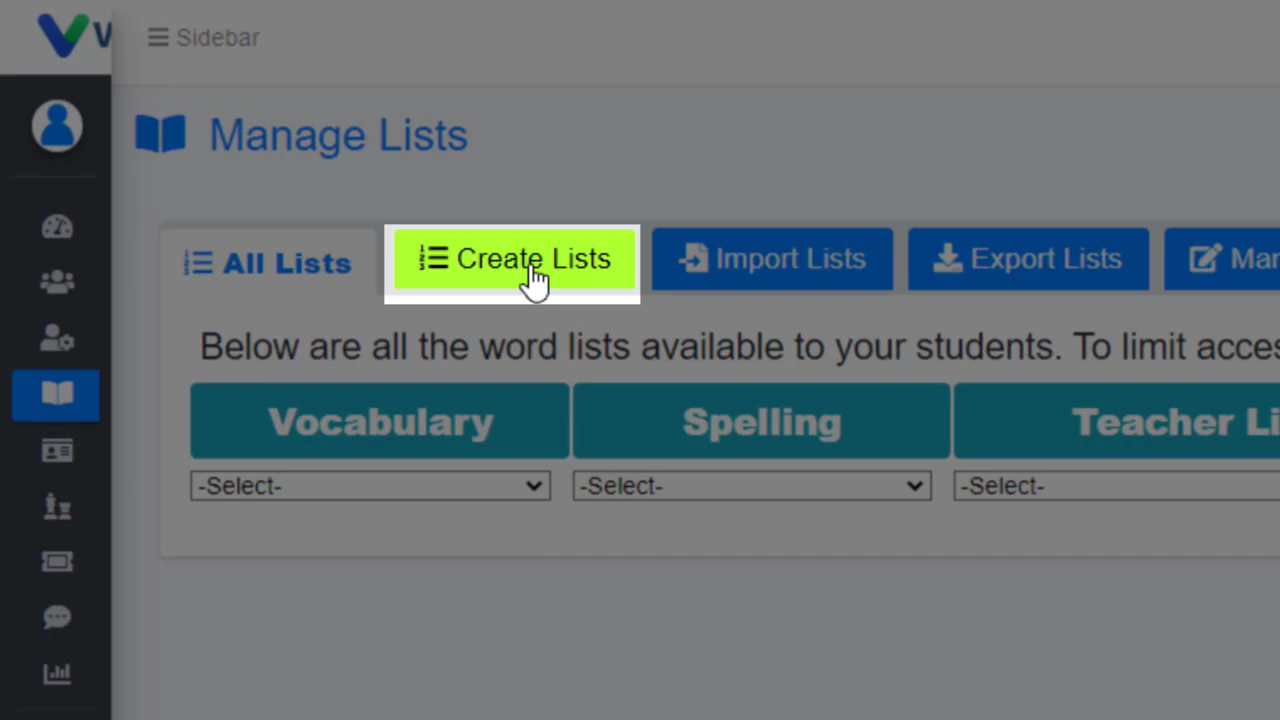 Sidebar
Manage Lists
All Lists
Create Lists
Import Lists
Export Lists
Below are all the word lists available to your students. To limit
Vocabulary
Spelling
Teacher
-Select-
-Select-
-Select-